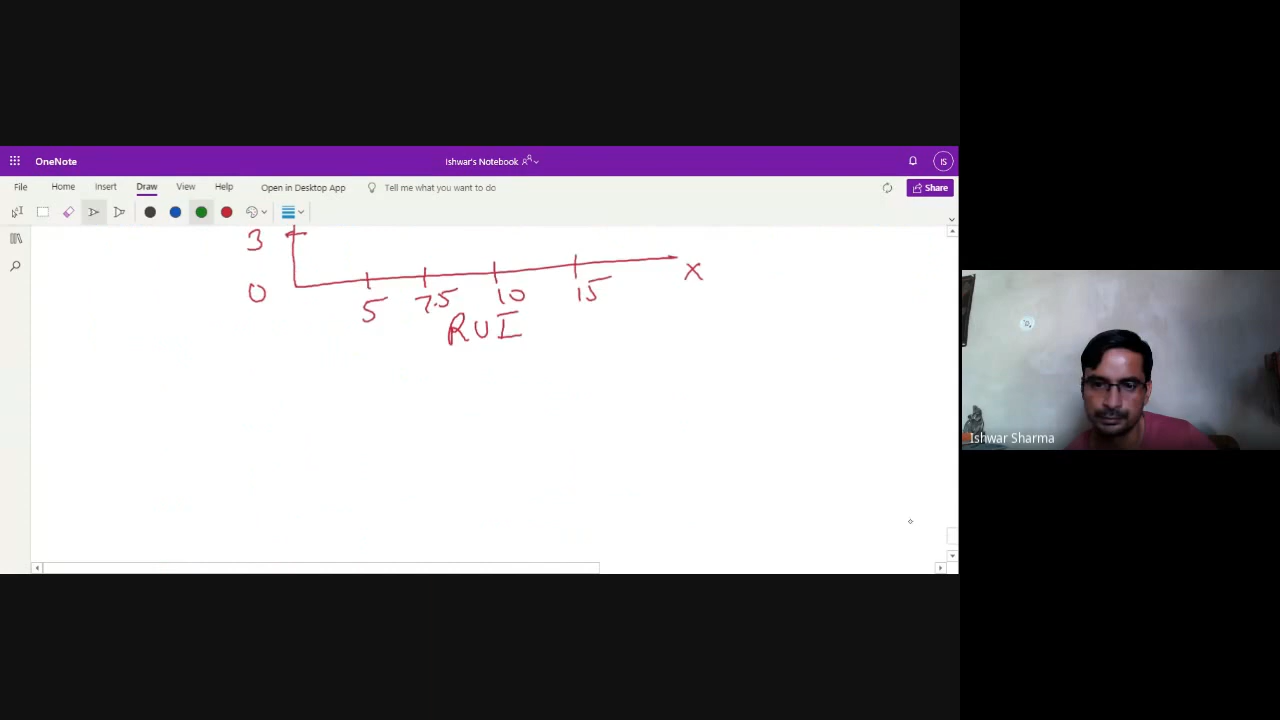 OneNote
Ishwar's Notebook
IS
File Home Insert Draw View Help Open in Desktop App Tell me what you want to do Share
3
0
5 7.5 10 15 X
RUI
Ishwar Sharma